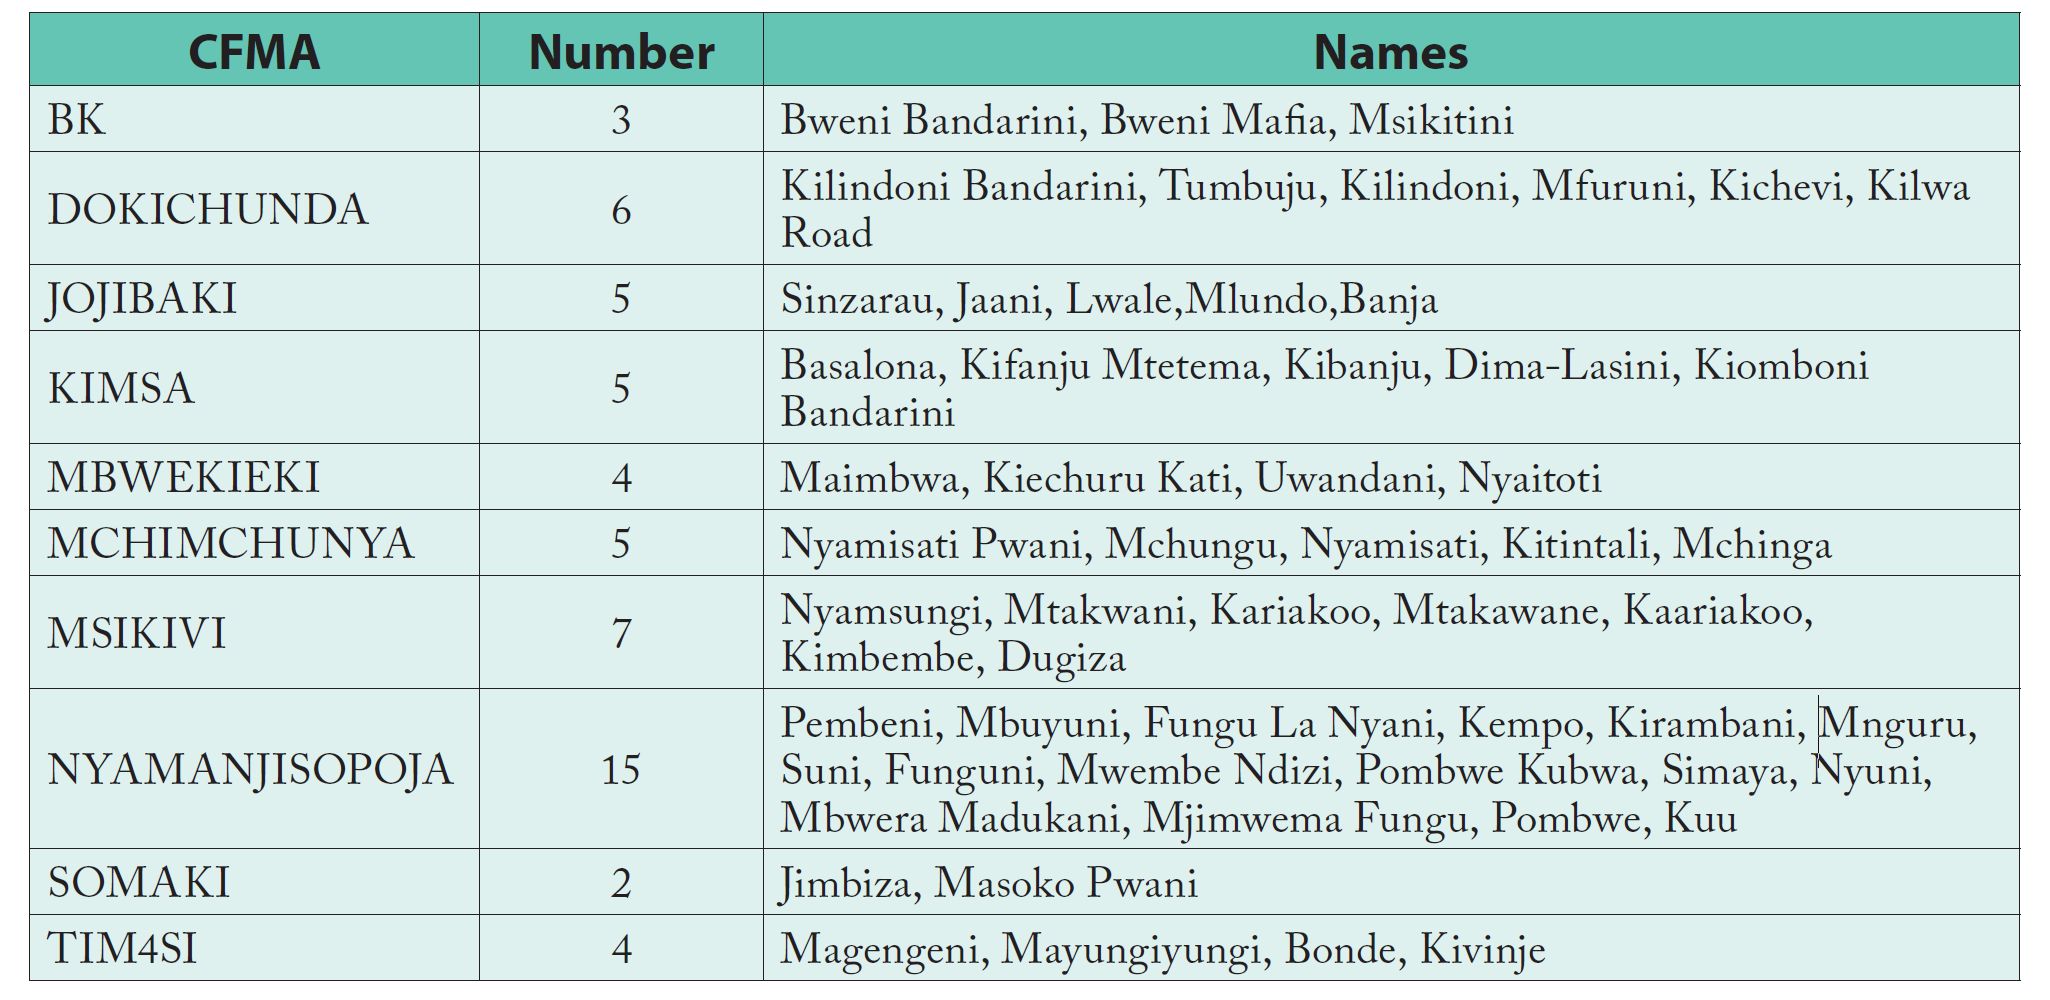 CFMA Number Names
BK 3 Bweni Bandarini, Bweni Mafia, Msikitini
DOKICHUNDA 6 Kilindoni Bandarini, Tumbuju, Kilindoni, Mfuruni, Kichevi, Kilwa
Road
JOJIBAKI 5 Sinzarau, Jaani, Lwale,Mlundo,Banja
KIMSA 5 Basalona, Kifanju Mtetema, Kibanju, Dima-Lasini, Kiomboni
Bandarini
MBWEKIEKI 4 Maimbwa, Kiechuru Kati, Uwandani, Nyaitoti
MCHIMCHUNYA 5 Nyamisati Pwani, Mchungu, Nyamisati, Kitintali, Mchinga
MSIKIVI 7 Nyamsungi, Mtakwani, Kariakoo, Mtakawane, Kaariakoo,
Kimbembe, Dugiza
NYAMANJISOPOJA 15 Pembeni, Mbuyuni, Fungu La Nyani, Kempo, Kirambani, Mnguru,
Suni, Funguni, Mwembe Ndizi, Pombwe Kubwa, Simaya, Nyuni,
Mbwera Madukani, Mjimwema Fungu, Pombwe, Kuu
SOMAKI 2 Jimbiza, Masoko Pwani
TIM4SI 4 Magengeni, Mayungiyungi, Bonde, Kivinje